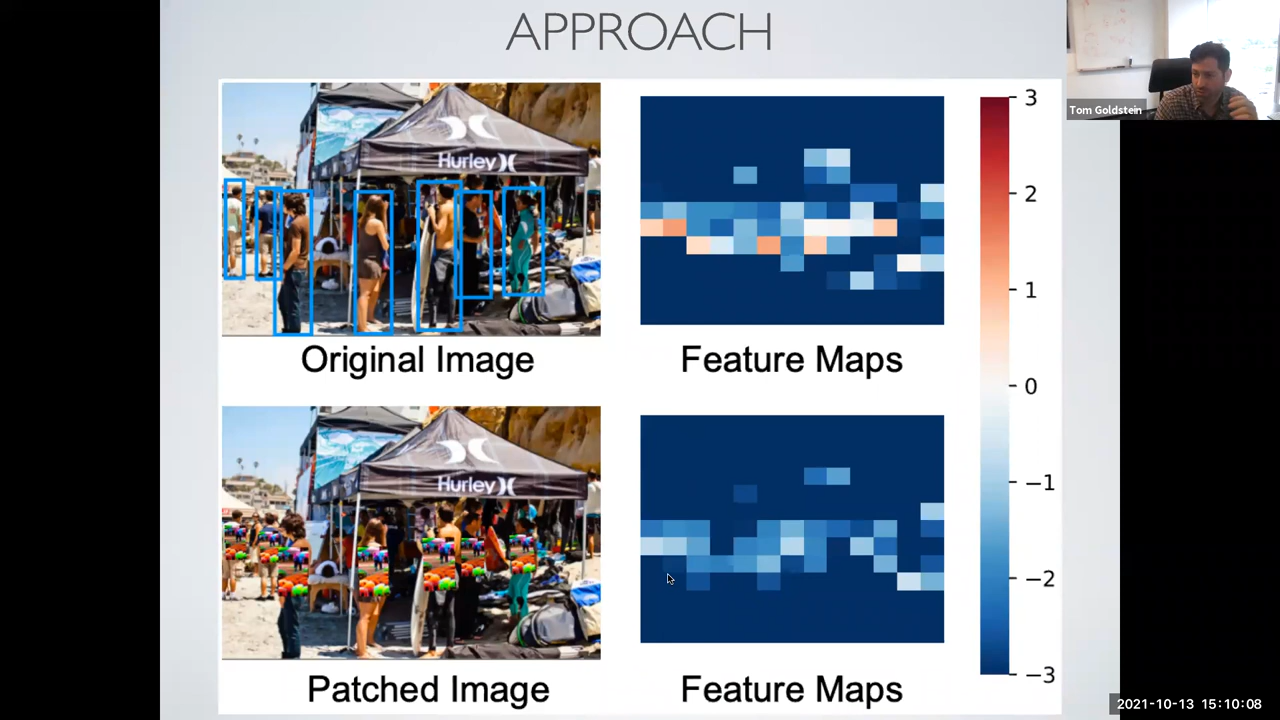 APPROACH
Tom Goldstein
Hurley
Original Image
Feature Maps
3
2
1
0
−1
−2
−3
Hurley
Patched Image
Feature Maps
2021-10-13 15:10:08